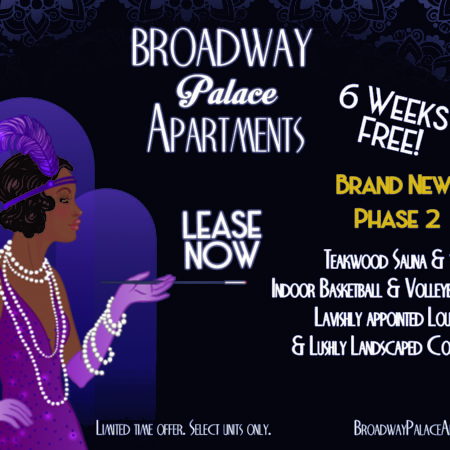 BROADWAY
Palace
APARTMENTS
6 WEEKS
FREE!
BRAND NEW
PHASE 2
LEASE
NOW
TEAKWOOD SAUNA &
INDOOR BASKETBALL & VOLLEYB
LAVISHLY APPOINTED LOU
& LUSHLY LANDSCAPED CO
LIMITED TIME OFFER. SELECT UNITS ONLY.
BROADWAYPALACEA